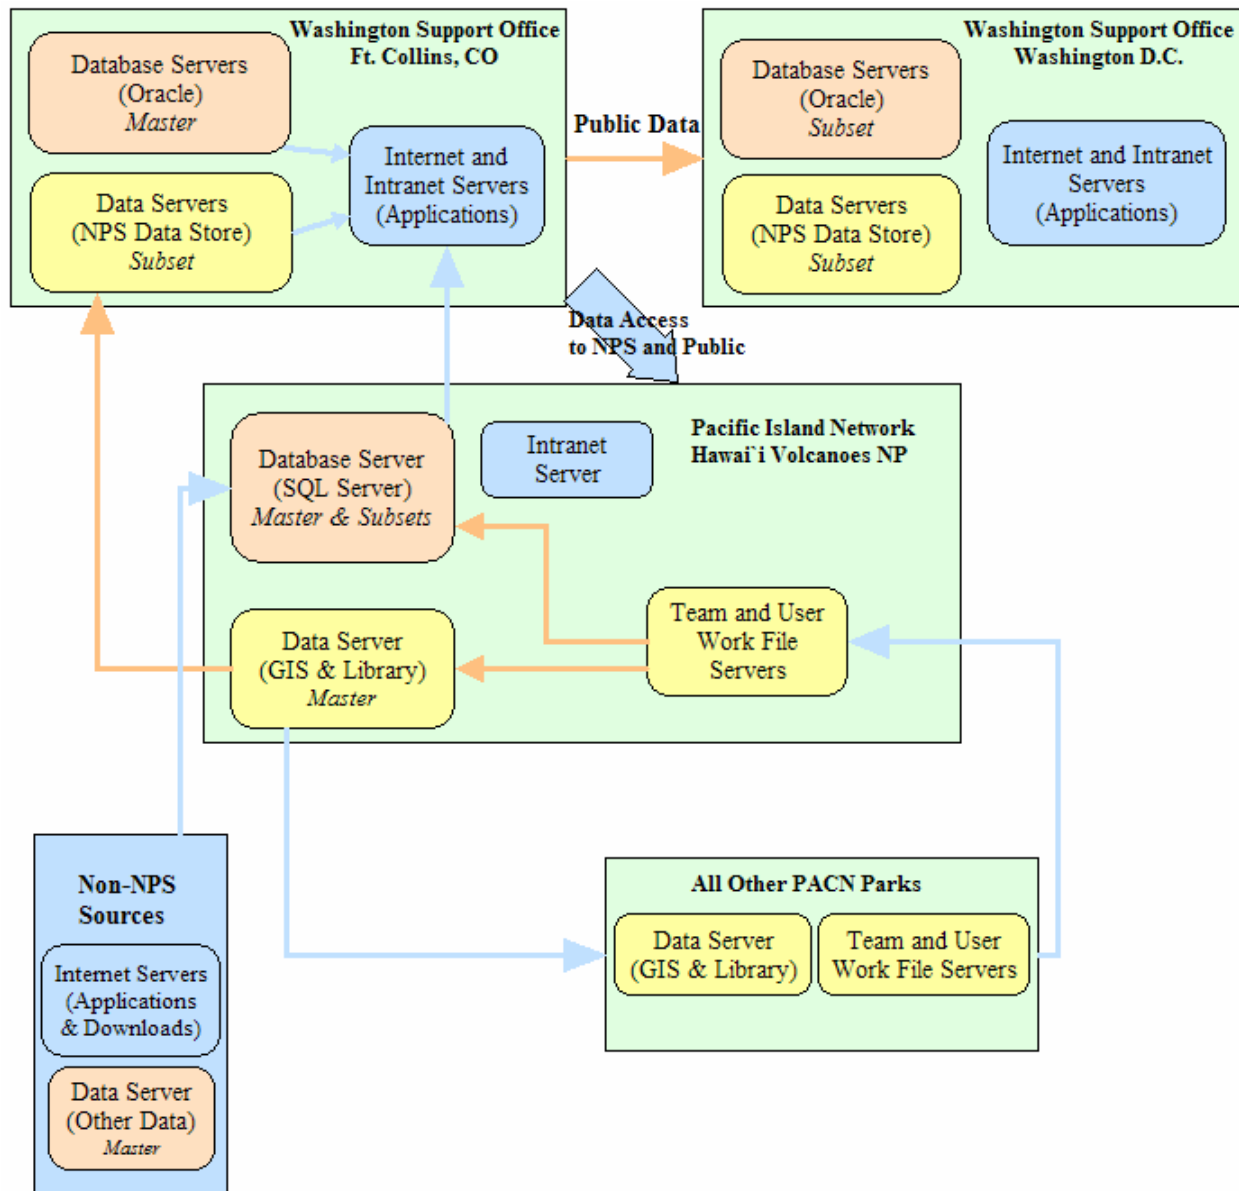 Washington Support Office
Ft. Collins, CO
Database Servers
(Oracle)
Master
Internet and
Intranet Servers
(Applications)
Data Servers
(NPS Data Store)
Subset
Public Data
Washington Support Office
Washington D.C.
Database Servers
(Oracle)
Subset
Internet and Intranet
Servers
(Applications)
Data Servers
(NPS Data Store)
Subset
Data Access
to NPS and Public
Pacific Island Network
Hawai`i Volcanoes NP
Database Server
(SQL Server)
Master & Subsets
Intranet
Server
Team and User
Work File
Servers
Data Server
(GIS & Library)
Master
Non-NPS
Sources
Internet Servers
(Applications
& Downloads)
Data Server
(Other Data)
Master
All Other PACN Parks
Data Server
(GIS & Library)
Team and User
Work File Servers